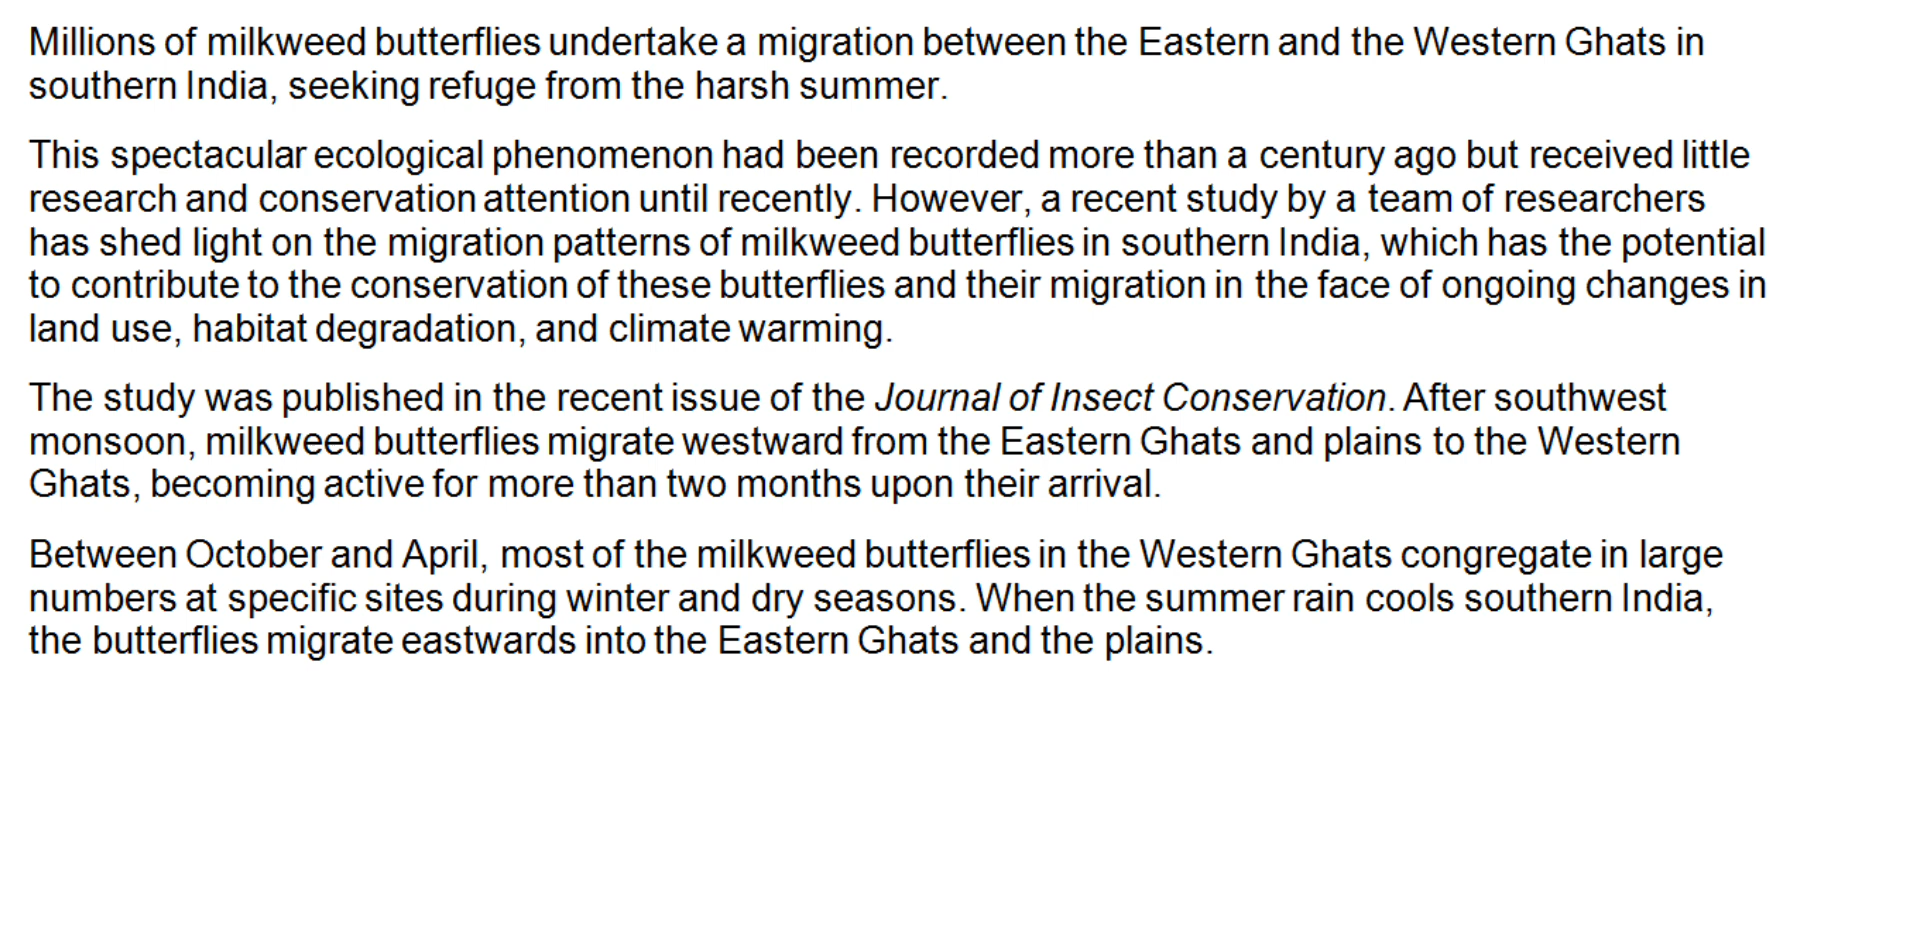 Millions of milkweed butterflies undertake a migration between the Eastern and the Western Ghats in
southern India, seeking refuge from the harsh summer.
This spectacular ecological phenomenon had been recorded more than a century ago but received little
research and conservation attention until recently. However, a recent study by a team of researchers
has shed light on the migration patterns of milkweed butterflies in southern India, which has the potential
to contribute to the conservation of these butterflies and their migration in the face of ongoing changes in
land use, habitat degradation, and climate warming.
The study was published in the recent issue of the Journal of Insect Conservation. After southwest
monsoon, milkweed butterflies migrate westward from the Eastern Ghats and plains to the Western
Ghats, becoming active for more than two months upon their arrival.
Between October and April, most of the milkweed butterflies in the Western Ghats congregate in large
numbers at specific sites during winter and dry seasons. When the summer rain cools southern India,
the butterflies migrate eastwards into the Eastern Ghats and the plains.